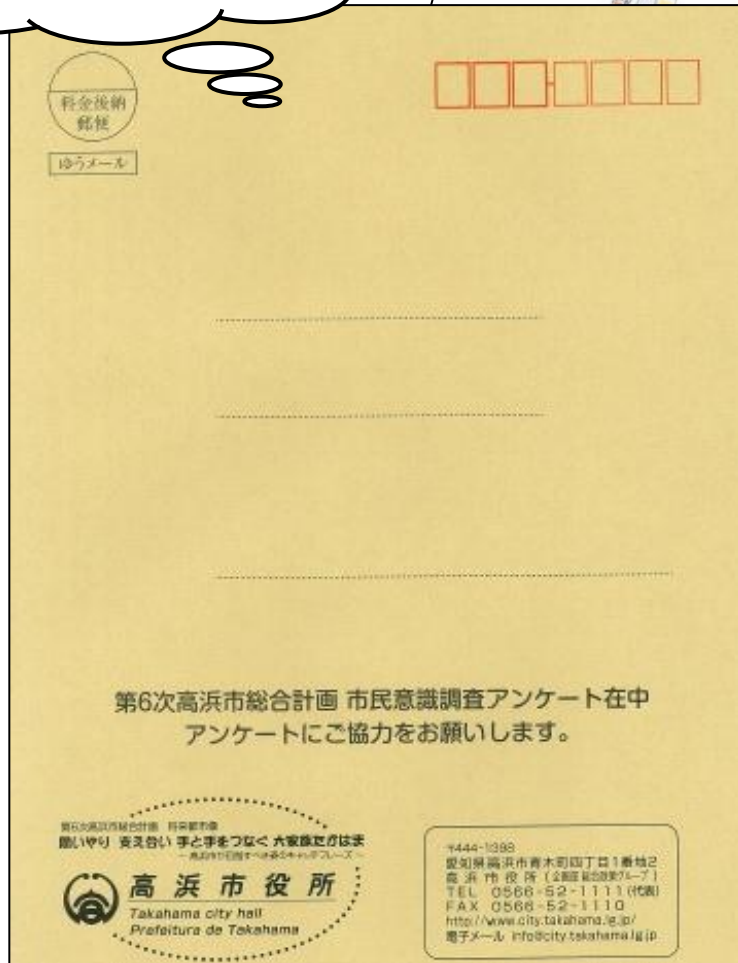 料金後納
郵便
ゆうメール
第6次高浜市総合計画 市民意識調査アンケート在中
アンケートにご協力をお願いします。
第6次高浜市総合計画 将来都市像
思いやり 支え合い 手と手をつなぐ 大家族たかはま
高浜市役所
Takahama city hall
Prefeitura de Takahama
〒444-1398
愛知県高浜市青木町四丁目1番地2
高浜市役所
TEL 0566-52-1111(代表)
FAX 0566-52-1110
http://www.city.takahama.lg.jp/
電子メール info@city.takahama.lg.jp